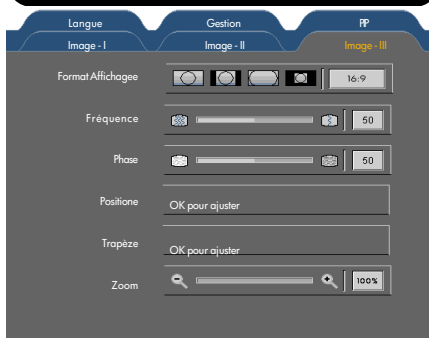 Langue Gestion PIP
Image - I Image - II Image - III
Format Affichagee 16:9
Fréquence 50
Phase 50
Positione OK pour ajuster
Trapèze OK pour ajuster
Zoom 100%